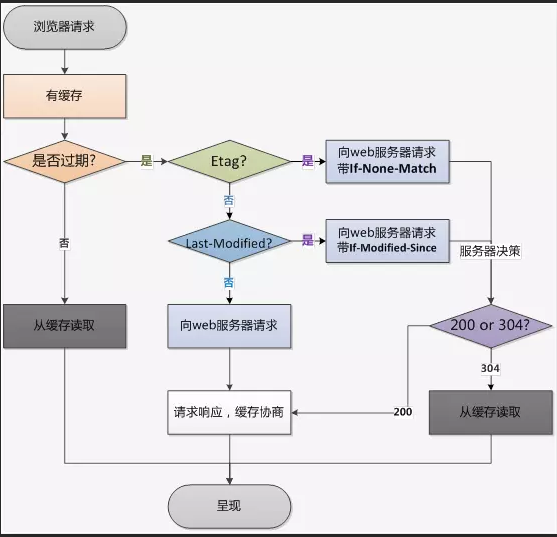 浏览器请求
有缓存
是否过期?
是
Etag?
是
向web服务器请求
带If-None-Match
否
否
Last-Modified?
是
向web服务器请求
带If-Modified-Since
服务器决策
否
从缓存读取
向web服务器请求
200 or 304?
304
请求响应，缓存协商
200
从缓存读取
呈现